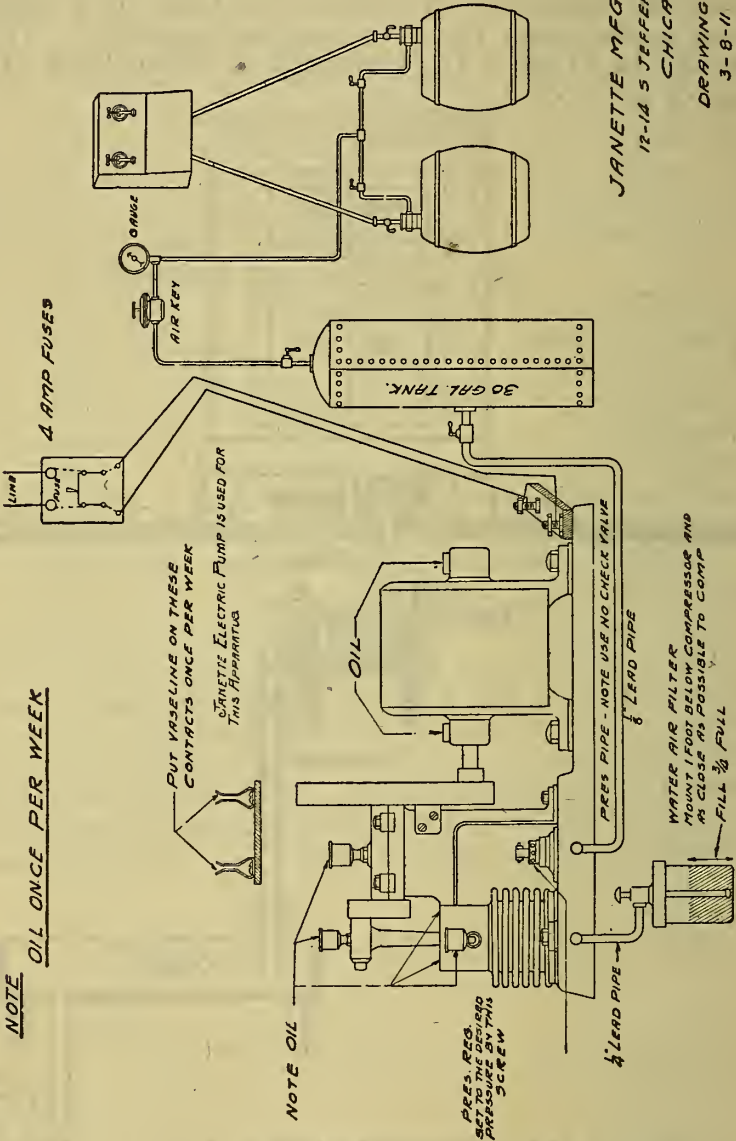 NOTE
OIL ONCE PER WEEK
PUT VASELINE ON THESE
CONTACTS ONCE PER WEEK
JANETTE ELECTRIC PUMP IS USED FOR
THIS APPARATUS
LINE
FUSE
4 AMP FUSES
GAUGE
AIR KEY
30 GAL. TANK.
NOTE OIL
OIL
PRES. REG.
SET TO THE DESIRED
PRESSURE BY THIS
SCREW
PRES PIPE - NOTE USE NO CHECK VALVE
1/8" LEAD PIPE
1/4" LEAD PIPE
WATER AIR FILTER
MOUNT 1 FOOT BELOW COMPRESSOR AND
AS CLOSE AS POSSIBLE TO COMP
FILL 3/4 FULL
JANETTE MFG
12-14 S JEFFER
CHICA
DRAWING
3-8-11